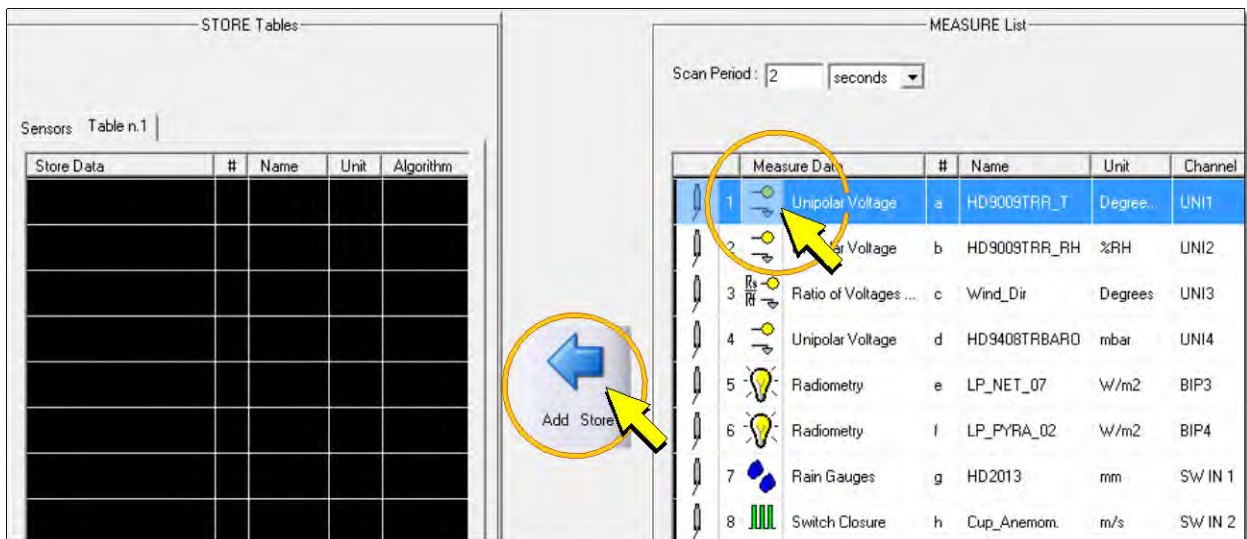 STORE Tables
MEASURE List
Scan Period : 2 seconds
Sensors Table n.1
Store Data # Name Unit Algorithm
Measure Data # Name Unit Channel
1 Unipolar Voltage a HD9009TRR_T Degree.. UNI1
2 Voltage b HD9009TRR_RH %RH UNI2
3 Rs Rf Ratio of Voltages ... c Wind_Dir Degrees UNI3
4 Unipolar Voltage d HD9408TRBARO mbar UNI4
5 Radiometry e LP_NET_07 W/m2 BIP3
Add Store
6 Radiometry f LP_PYRA_02 W/m2 BIP4
7 Rain Gauges g HD2013 mm SW IN 1
8 Switch Closure h Cup_Anemom. m/s SW IN 2